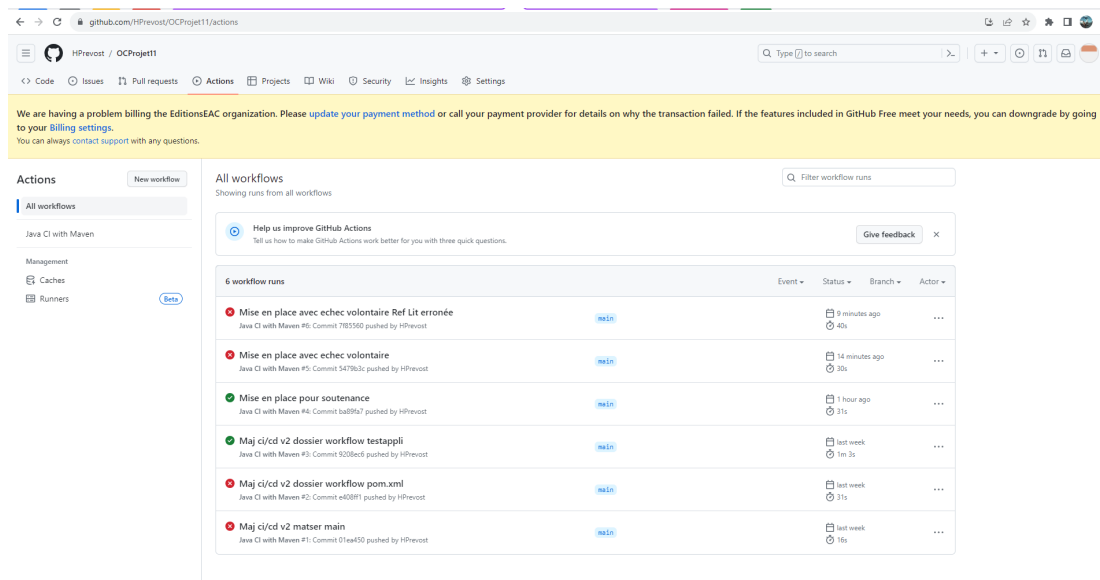 github.com/HPrevost/OCProjet11/actions
HPrevost / OCProjet11
Type / to search
Code Issues Pull requests Actions Projects Wiki Security Insights Settings
We are having a problem billing the EditionsEAC organization. Please update your payment method or call your payment provider for details on why the transaction failed. If the features included in GitHub Free meet your needs, you can downgrade by going
to your Billing settings.
You can always contact support with any questions.
Actions
New workflow
All workflows
Java CI with Maven
Management
Caches
Runners Beta
All workflows
Showing runs from all workflows
Filter workflow runs
Help us improve GitHub Actions
Tell us how to make GitHub Actions work better for you with three quick questions.
Give feedback
6 workflow runs Event Status Branch Actor
Mise en place avec echec volontaire Ref Lit erronée
Java CI with Maven #6: Commit 7f85560 pushed by HPrevost
main
9 minutes ago
40s
Mise en place avec echec volontaire
Java CI with Maven #5: Commit 5479b3c pushed by HPrevost
main
14 minutes ago
30s
Mise en place pour soutenance
Java CI with Maven #4: Commit ba89fa7 pushed by HPrevost
main
1 hour ago
31s
Maj ci/cd v2 dossier workflow testappli
Java CI with Maven #3: Commit 9208ec6 pushed by HPrevost
main
last week
1m 3s
Maj ci/cd v2 dossier workflow pom.xml
Java CI with Maven #2: Commit e408ff1 pushed by HPrevost
main
last week
31s
Maj ci/cd v2 matser main
Java CI with Maven #1: Commit 01ea450 pushed by HPrevost
main
last week
16s